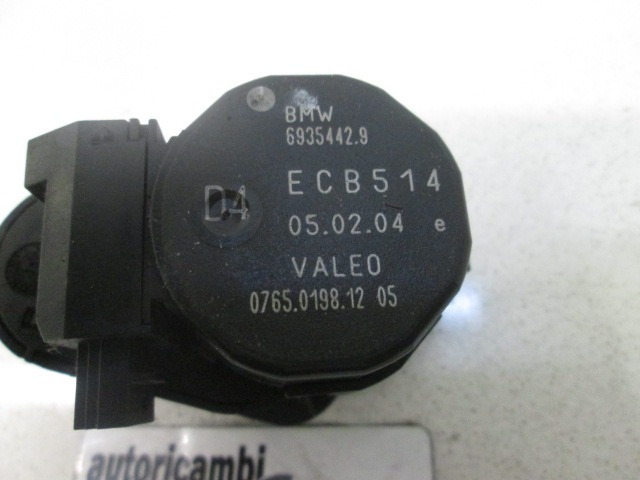 BMW
6935442.9
D4 ECB514
05.02.04 e
VALEO
0765.0198.12 05
autoricambi